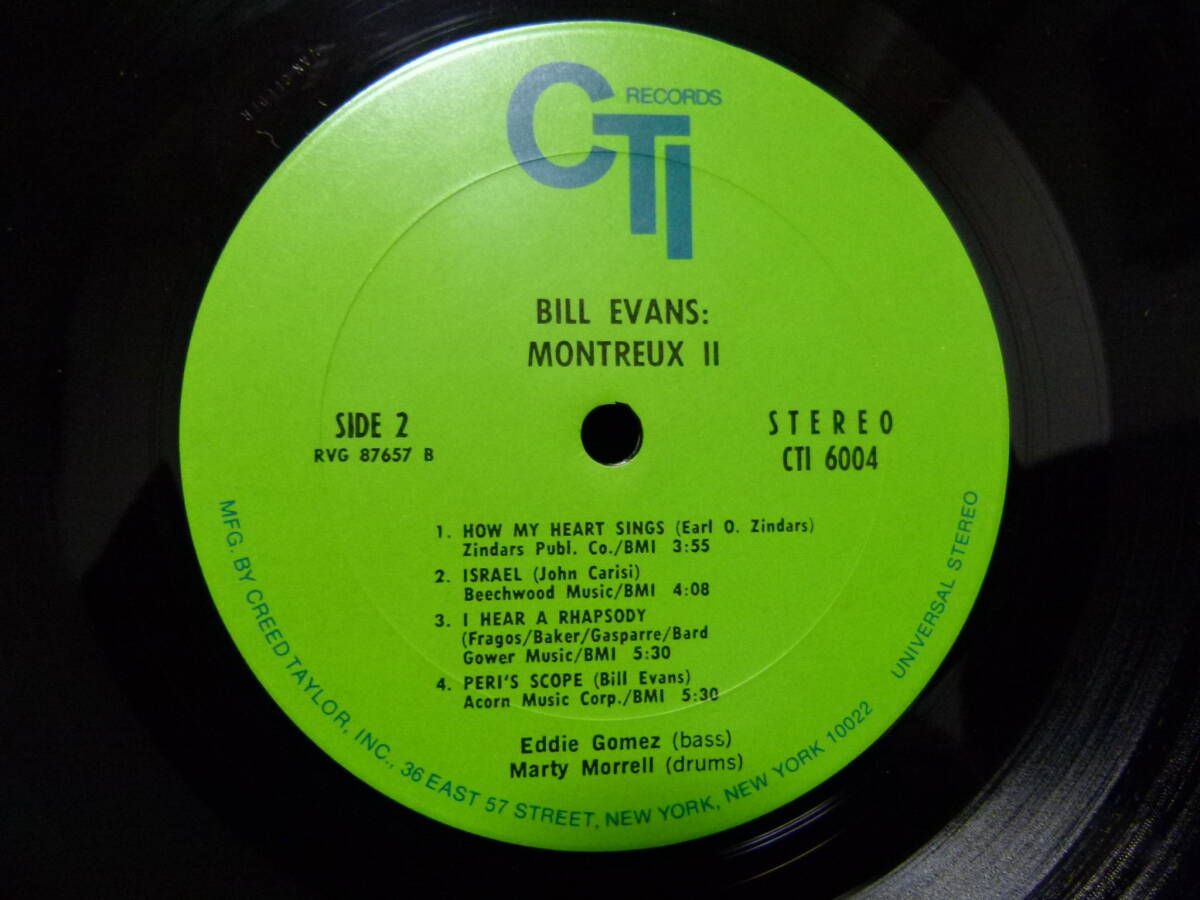 CTI RECORDS
BILL EVANS:
MONTREUX II
SIDE 2
RVG 87657 B
STEREO
CTI 6004
1. HOW MY HEART SINGS (Earl O. Zindars)
Zindars Publ. Co./BMI 3:55
2. ISRAEL (John Carisi)
Beechwood Music/BMI 4:08
3. I HEAR A RHAPSODY
(Fragos/Baker/Gasparre/Bard
Gower Music/BMI 5:30
4. PERI'S SCOPE (Bill Evans)
Acorn Music Corp./BMI 5:30
Eddie Gomez (bass)
Marty Morrell (drums)
MFG. BY CREED TAYLOR, INC., 36 EAST 57 STREET, NEW YORK, NEW YORK 10022
UNIVERSAL STEREO